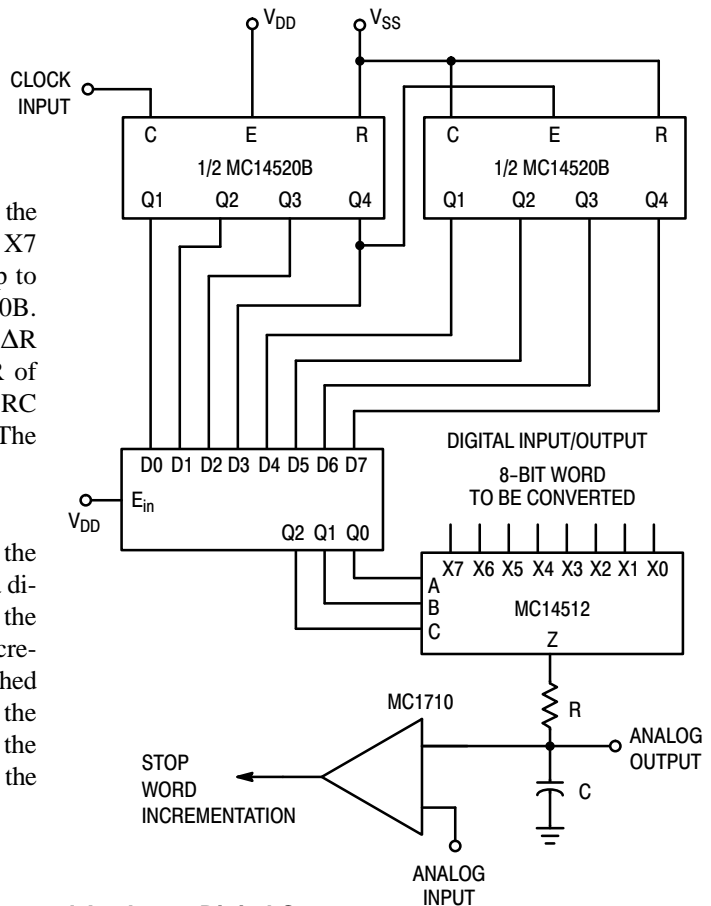 V_DD
V_SS
CLOCK
INPUT
C E R
1/2 MC14520B
Q1 Q2 Q3 Q4
C E R
1/2 MC14520B
Q1 Q2 Q3 Q4
the
X7
to
0B.
ΔR
of
RC
The
D0 D1 D2 D3 D4 D5 D6 D7
E_in
V_DD
Q2 Q1 Q0
DIGITAL INPUT/OUTPUT
8-BIT WORD
TO BE CONVERTED
X7 X6 X5 X4 X3 X2 X1 X0
A
B
C
MC14512
Z
R
C
ANALOG
OUTPUT
MC1710
STOP
WORD
INCREMENTATION
ANALOG
INPUT
the
di-
the
cre-
hed
the
the
the